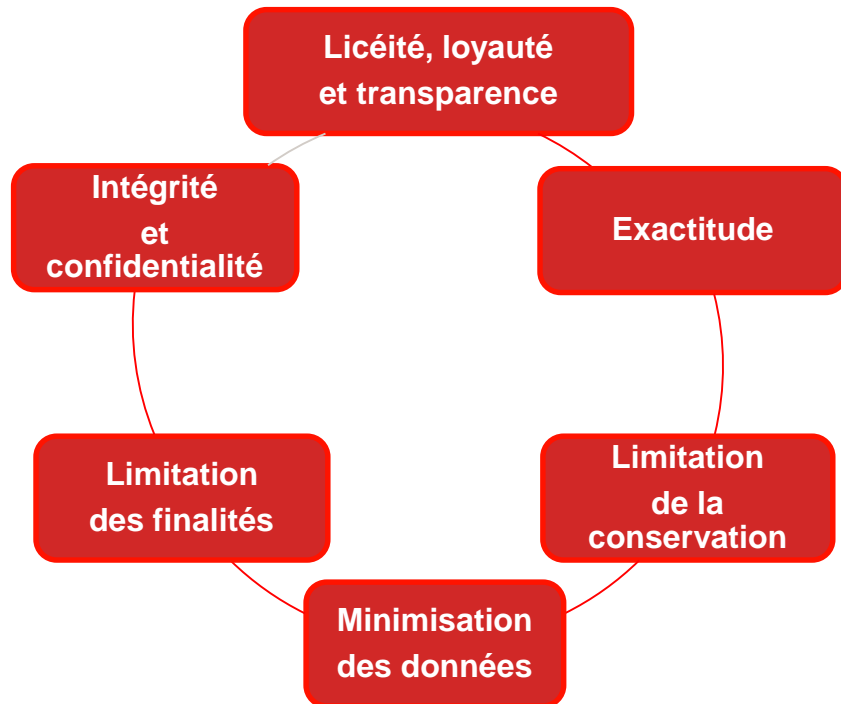 Licéité, loyauté
et transparence
Intégrité
et
confidentialité
Exactitude
Limitation
des finalités
Limitation
de la
conservation
Minimisation
des données